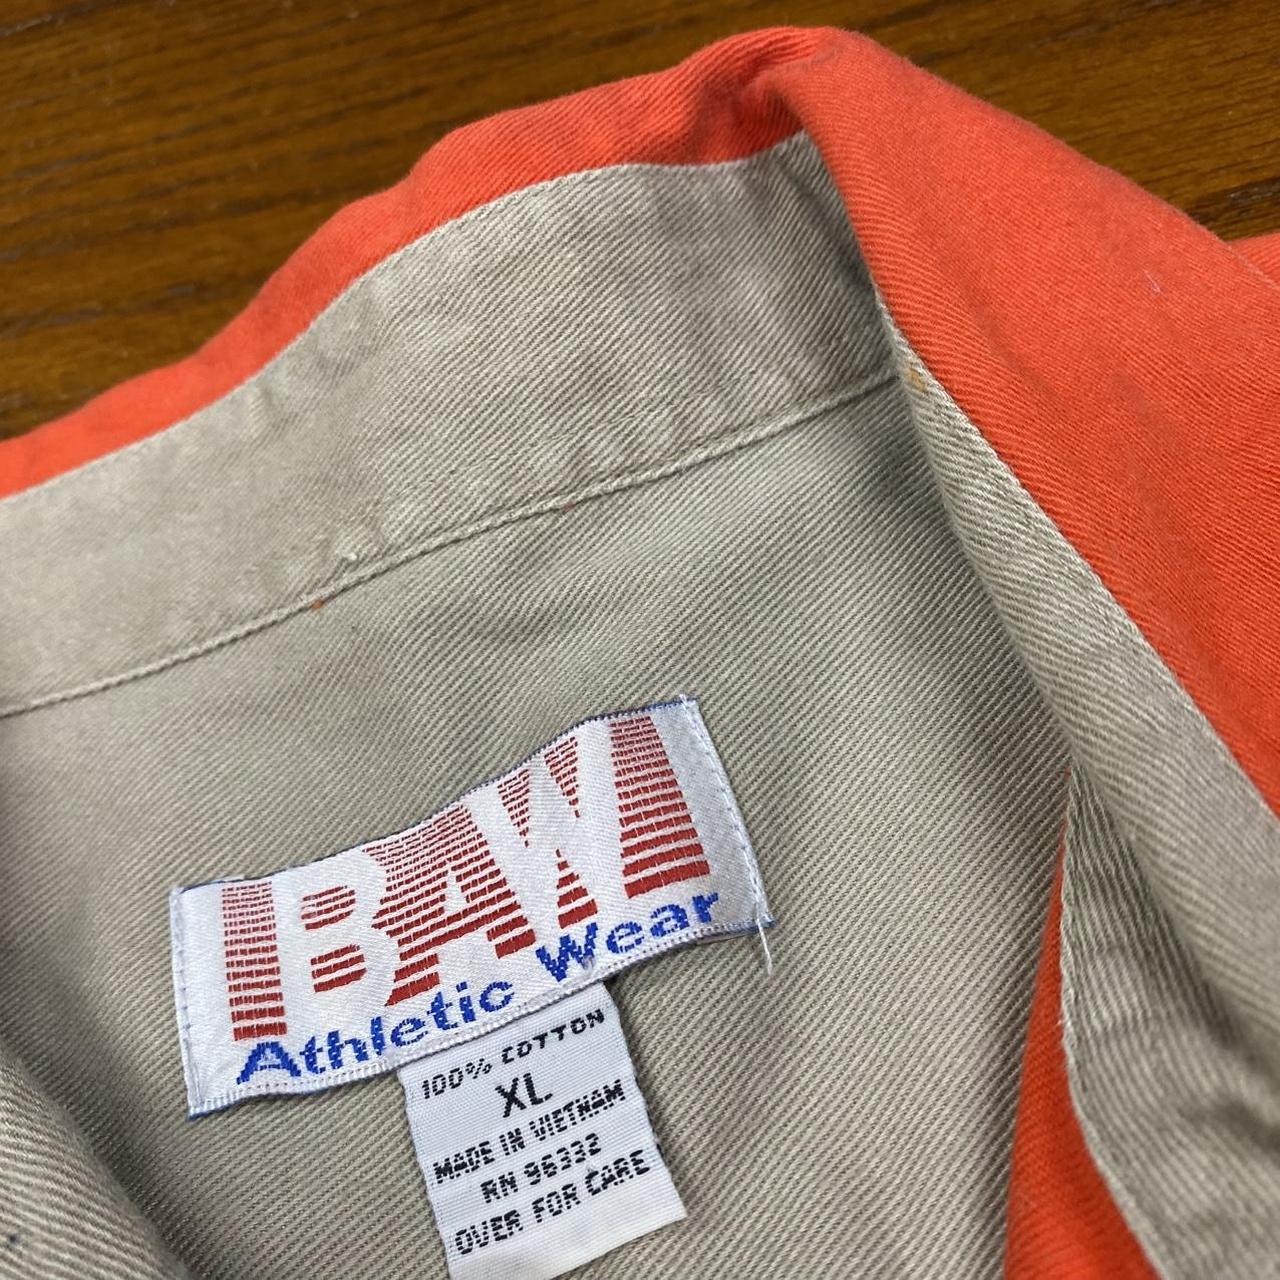 BAW
Athletic Wear
100% COTTON
XL
MADE IN VIETNAM
RN 96332
OVER FOR CARE